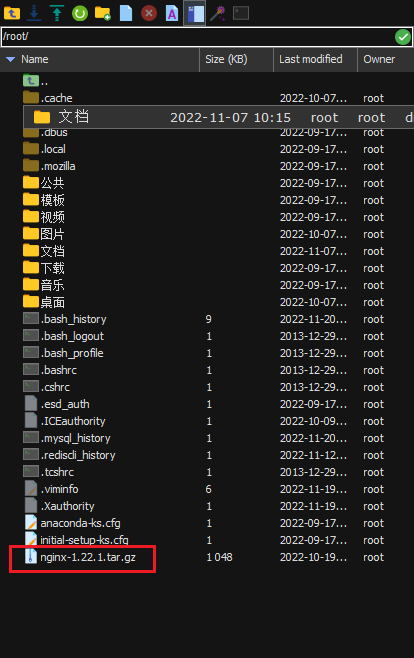 /root/
Name Size (KB) Last modified Owner
..
.cache 2022-10-07... root
文档 2022-11-07 10:15 root root d
.dbus 2022-09-17... root
.local 2022-09-17... root
.mozilla 2022-09-17... root
公共 2022-09-17... root
模板 2022-09-17... root
视频 2022-09-17... root
图片 2022-10-07... root
文档 2022-11-07... root
下载 2022-09-17... root
音乐 2022-09-17... root
桌面 2022-10-07... root
.bash_history 9 2022-11-20... root
.bash_logout 1 2013-12-29... root
.bash_profile 1 2013-12-29... root
.bashrc 1 2013-12-29... root
.cshrc 1 2013-12-29... root
.esd_auth 1 2022-09-17... root
.ICEauthority 1 2022-10-09... root
.mysql_history 1 2022-11-20... root
.rediscli_history 1 2022-11-17... root
.tcshrc 1 2013-12-29... root
.viminfo 6 2022-11-19... root
.Xauthority 1 2022-11-19... root
anaconda-ks.cfg 1 2022-09-17... root
initial-setup-ks.cfg 1 2022-09-17... root
nginx-1.22.1.tar.gz 1 048 2022-10-19... root